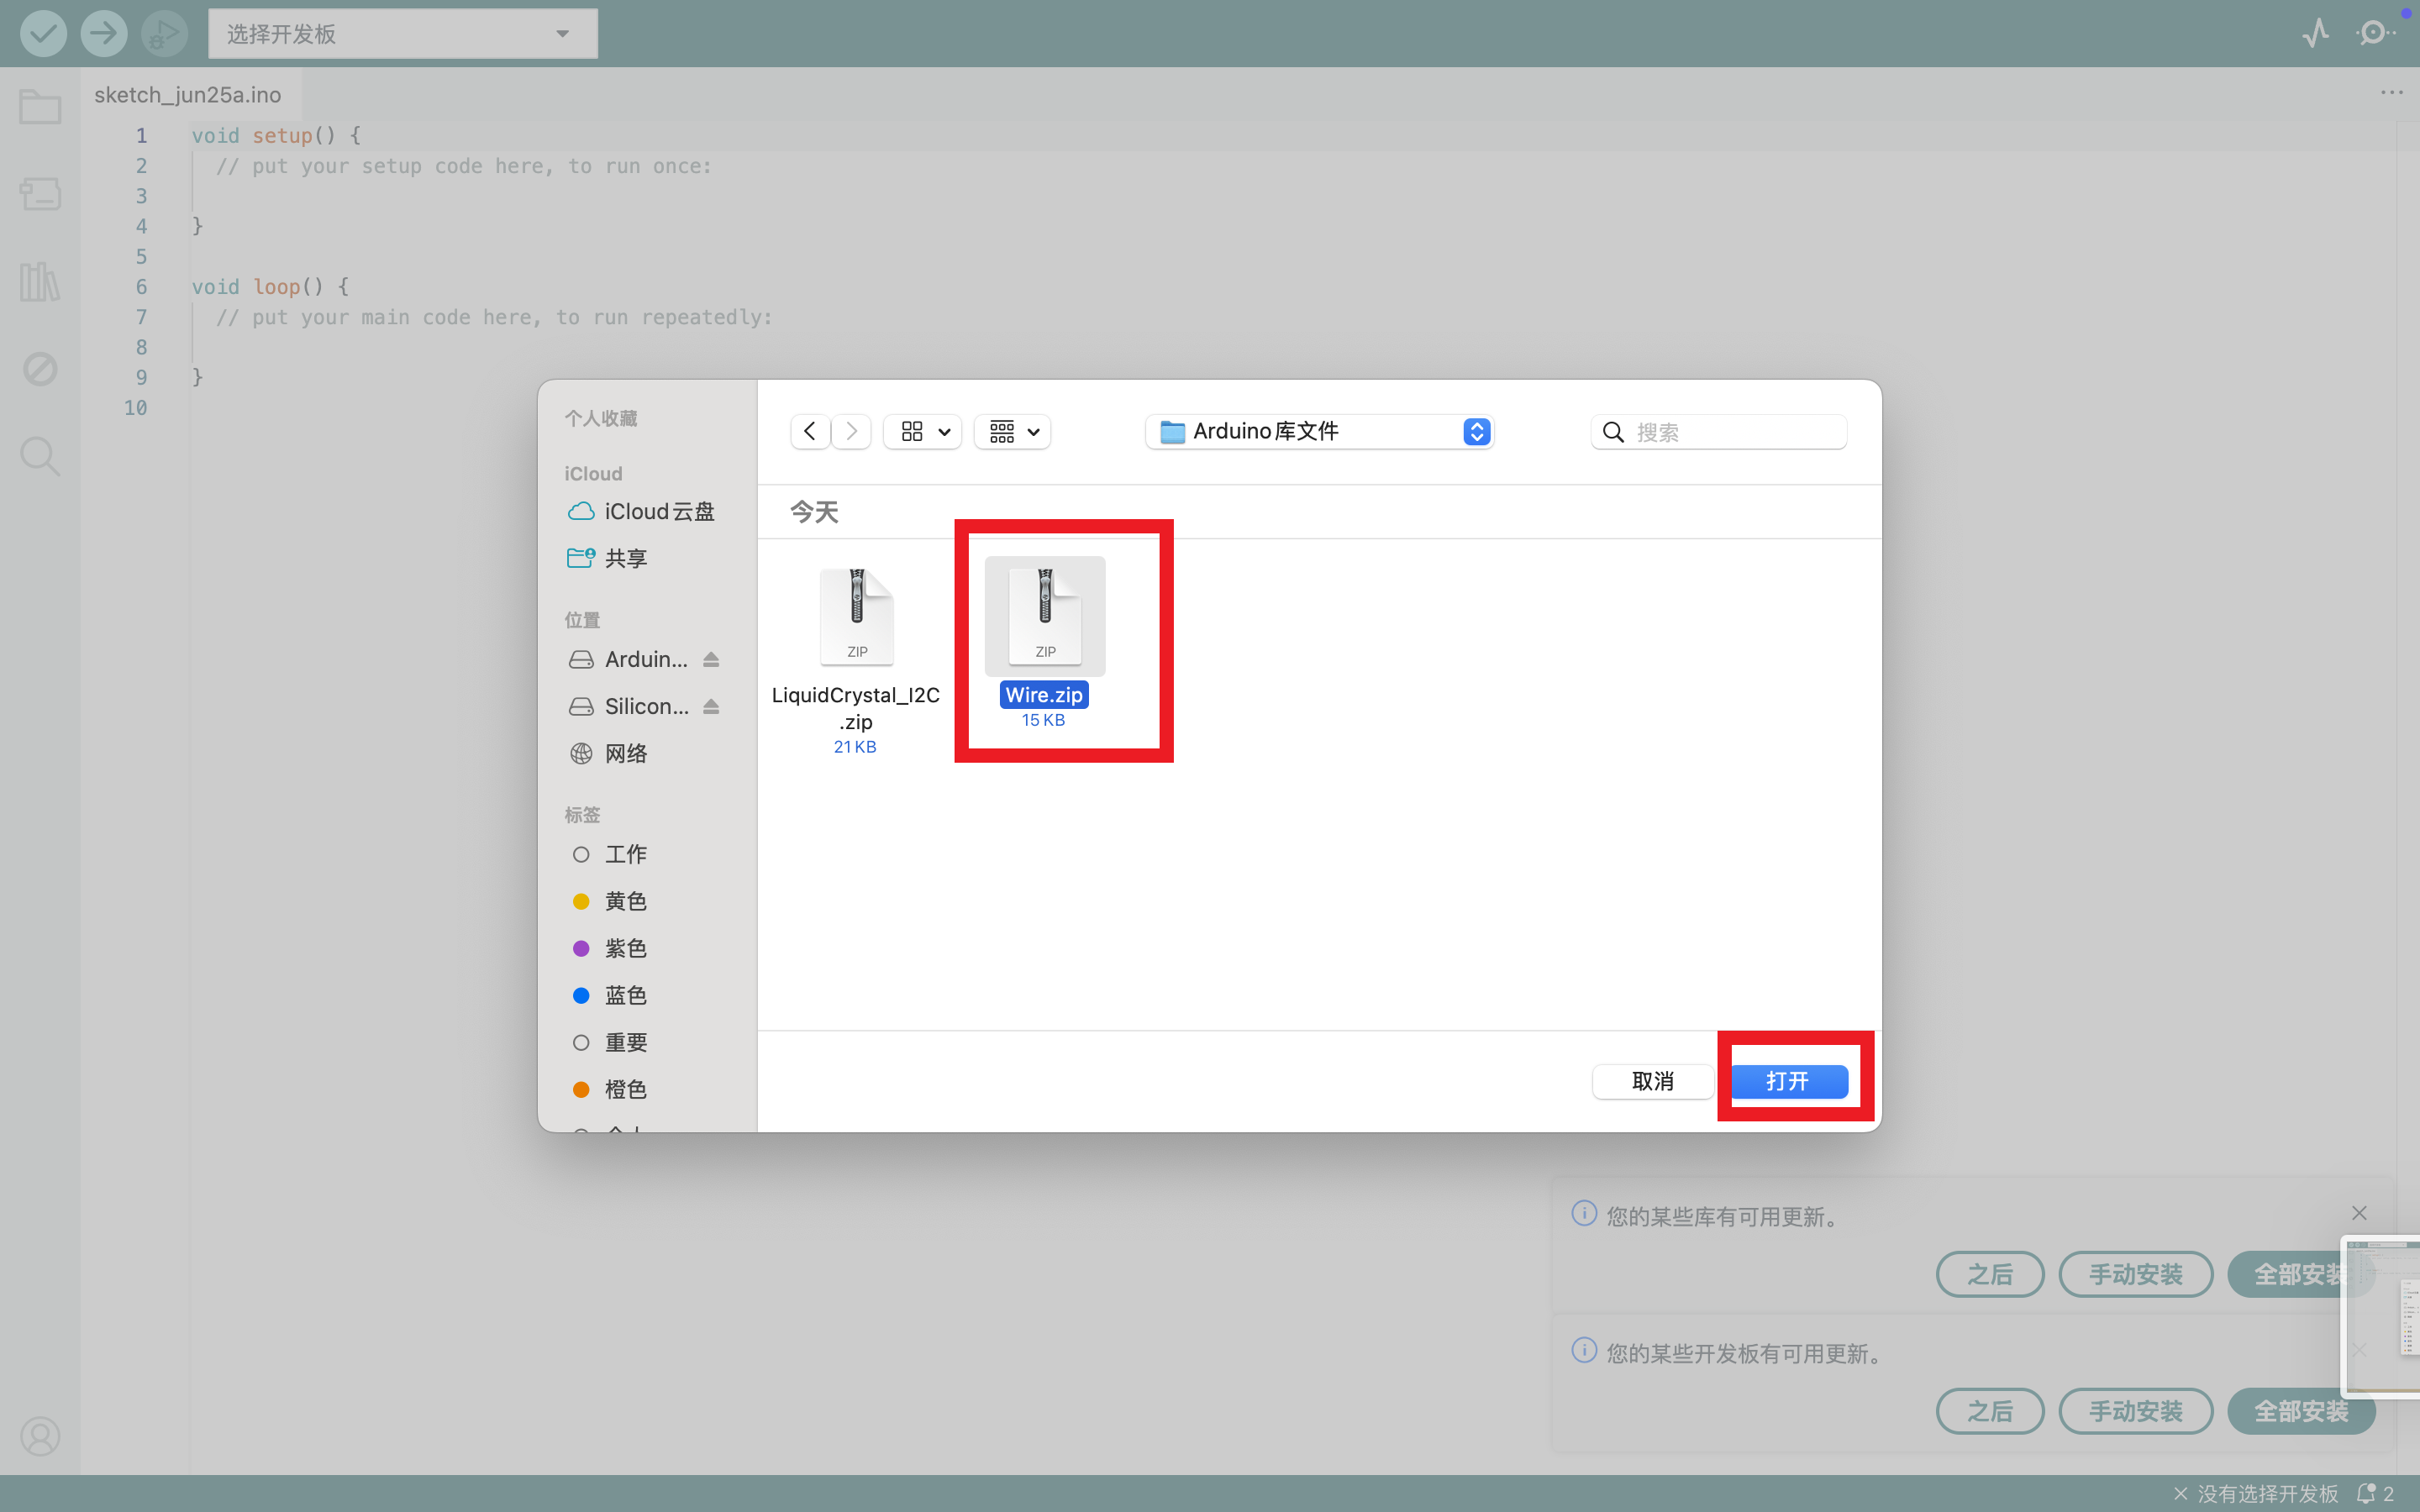 选择开发板
sketch_jun25a.ino
...
1 void setup() {
2 // put your setup code here, to run once:
3
4 }
5
6 void loop() {
7 // put your main code here, to run repeatedly:
8
9 }
10
个人收藏
iCloud
iCloud云盘
共享
位置
Arduin...
Silicon...
网络
标签
工作
黄色
紫色
蓝色
重要
橙色
Arduino库文件
搜索
今天
ZIP
LiquidCrystal_I2C
.zip
21 KB
ZIP
Wire.zip
15 KB
取消
打开
您的某些库有可用更新。
之后
手动安装
全部安装
您的某些开发板有可用更新。
之后
手动安装
全部安装
没有选择开发板
2